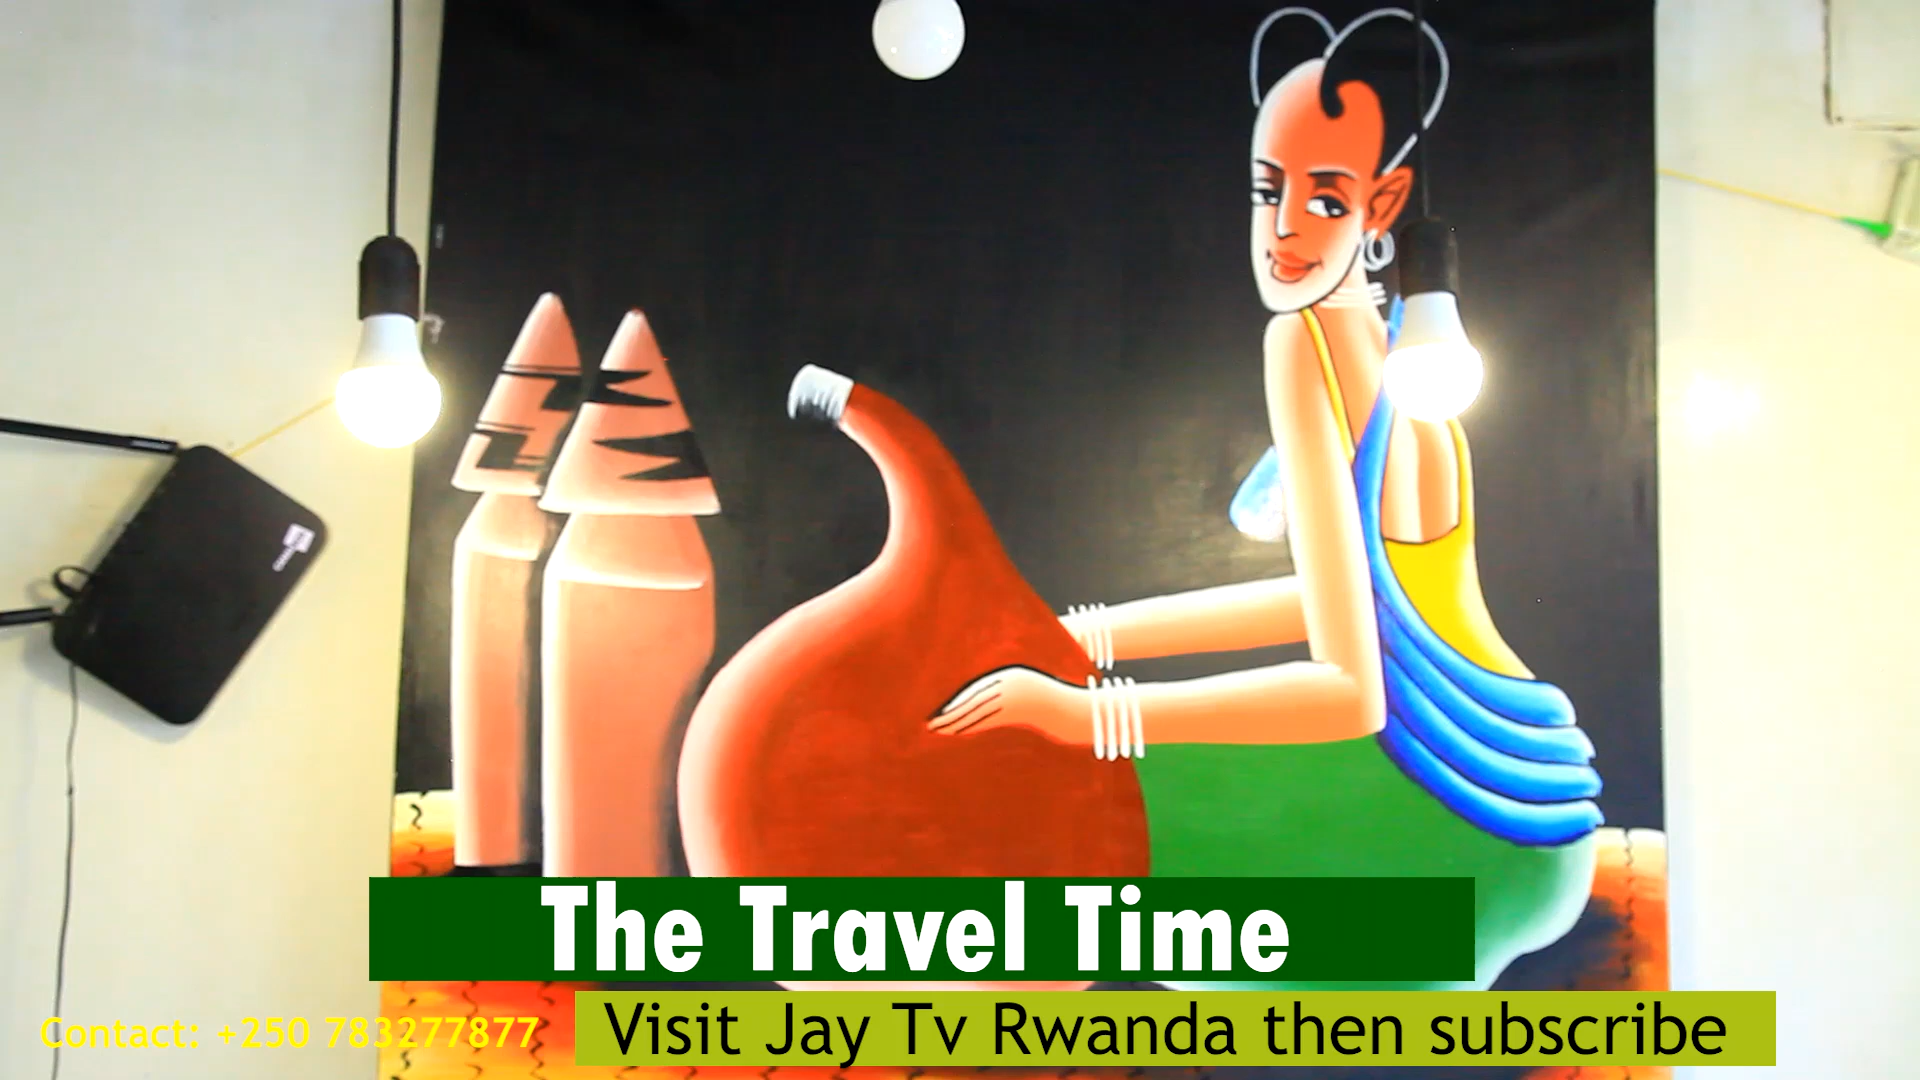 The Travel Time
Visit Jay Tv Rwanda then subscribe
Contact: +250 783277877